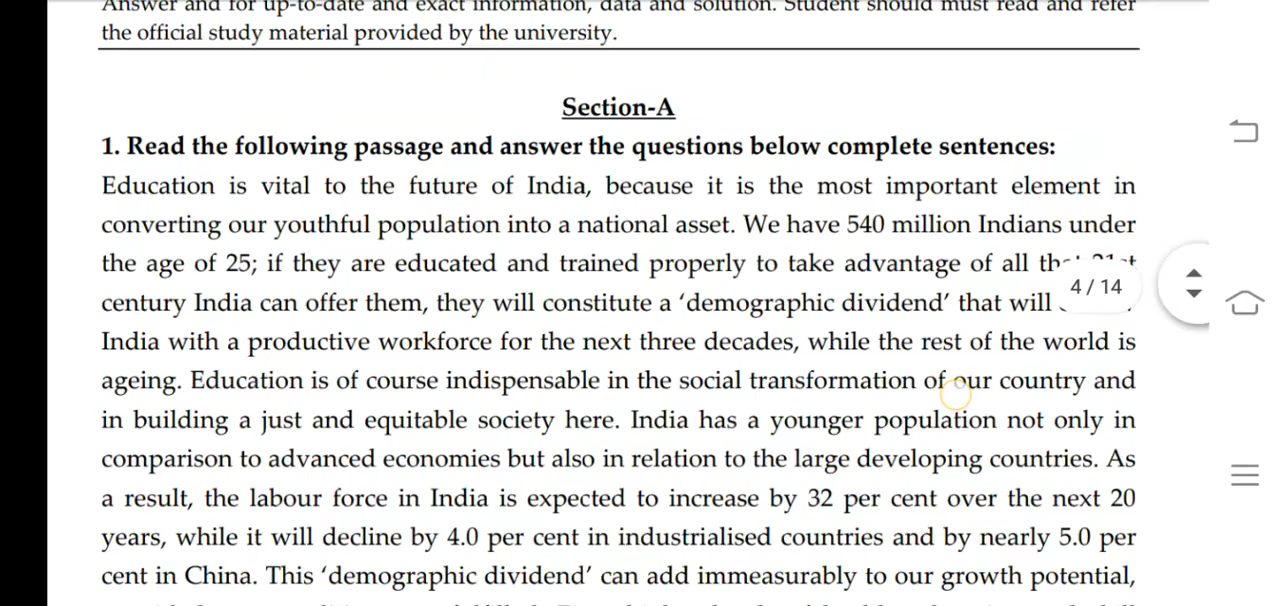 Answer and for up-to-date and exact information, data and solution. Student should must read and refer
the official study material provided by the university.
Section-A
1. Read the following passage and answer the questions below complete sentences:
Education is vital to the future of India, because it is the most important element in
converting our youthful population into a national asset. We have 540 million Indians under
the age of 25; if they are educated and trained properly to take advantage of all
century India can offer them, they will constitute a ‘demographic dividend’ that will
4 / 14
India with a productive workforce for the next three decades, while the rest of the world is
ageing. Education is of course indispensable in the social transformation of our country and
in building a just and equitable society here. India has a younger population not only in
comparison to advanced economies but also in relation to the large developing countries. As
a result, the labour force in India is expected to increase by 32 per cent over the next 20
years, while it will decline by 4.0 per cent in industrialised countries and by nearly 5.0 per
cent in China. This ‘demographic dividend’ can add immeasurably to our growth potential,